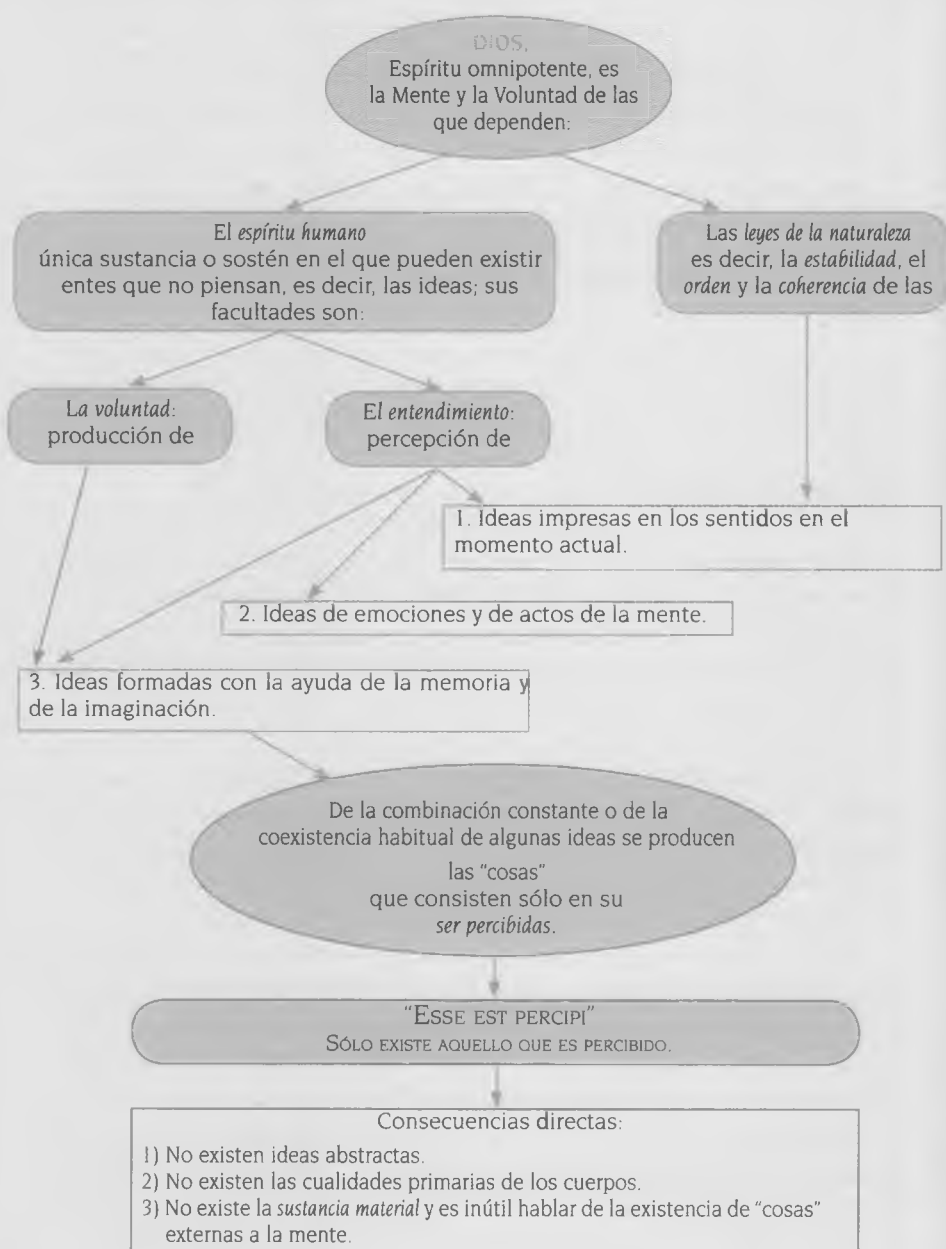 DIOS,
Espíritu omnipotente, es
la Mente y la Voluntad de las
que dependen:
El espíritu humano
única sustancia o sostén en el que pueden existir
entes que no piensan, es decir, las ideas; sus
facultades son:
Las leyes de la naturaleza
es decir, la estabilidad, el
orden y la coherencia de las
La voluntad:
producción de
El entendimiento:
percepción de
1. Ideas impresas en los sentidos en el
momento actual.
2. Ideas de emociones y de actos de la mente.
3. Ideas formadas con la ayuda de la memoria y
de la imaginación.
De la combinación constante o de la
coexistencia habitual de algunas ideas se producen
las "cosas"
que consisten sólo en su
ser percibidas.
"ESSE EST PERCIPI"
SÓLO EXISTE AQUELLO QUE ES PERCIBIDO.
Consecuencias directas:
1) No existen ideas abstractas.
2) No existen las cualidades primarias de los cuerpos.
3) No existe la sustancia material y es inútil hablar de la existencia de "cosas"
externas a la mente.